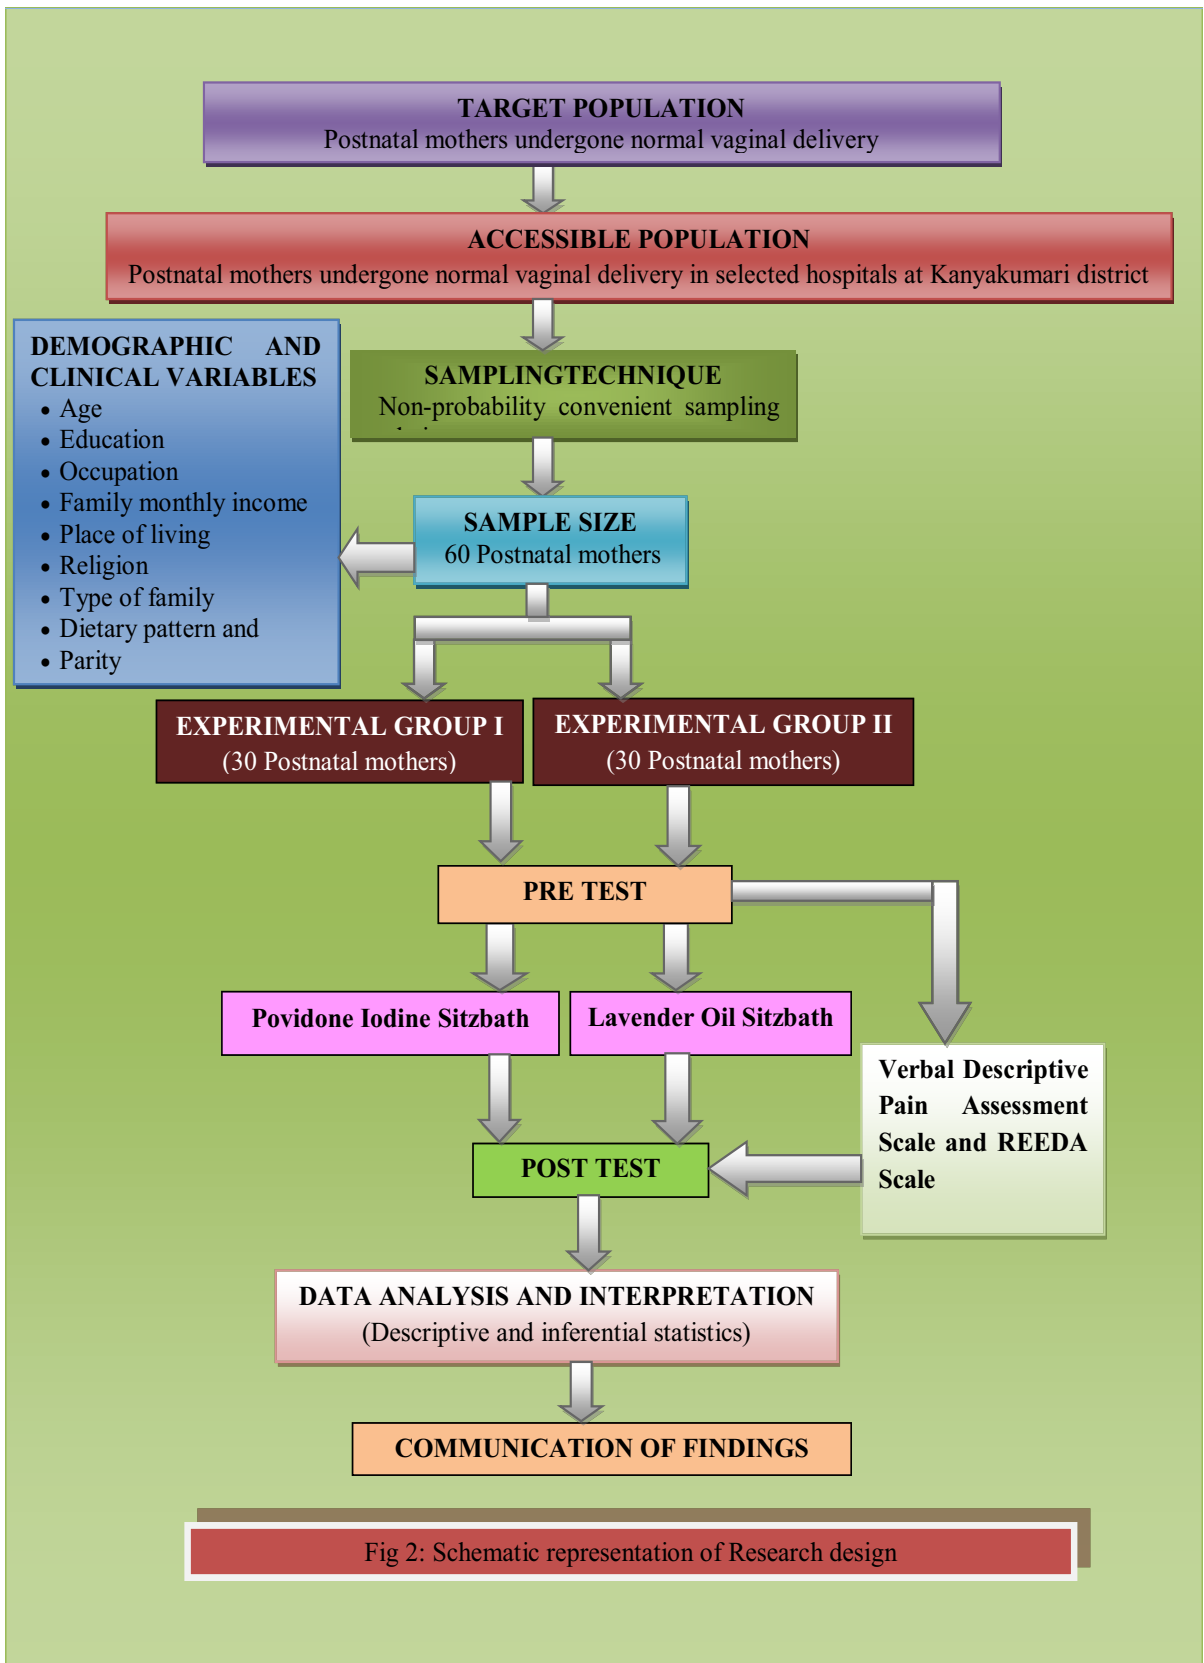 TARGET POPULATION
Postnatal mothers undergone normal vaginal delivery
ACCESSIBLE POPULATION
Postnatal mothers undergone normal vaginal delivery in selected hospitals at Kanyakumari district
DEMOGRAPHIC AND
CLINICAL VARIABLES
• Age
• Education
• Occupation
• Family monthly income
• Place of living
• Religion
• Type of family
• Dietary pattern and
• Parity
SAMPLINGTECHNIQUE
Non-probability convenient sampling
SAMPLE SIZE
60 Postnatal mothers
EXPERIMENTAL GROUP I
(30 Postnatal mothers)
EXPERIMENTAL GROUP II
(30 Postnatal mothers)
PRE TEST
Povidone Iodine Sitzbath
Lavender Oil Sitzbath
Verbal Descriptive
Pain Assessment
Scale and REEDA
Scale
POST TEST
DATA ANALYSIS AND INTERPRETATION
(Descriptive and inferential statistics)
COMMUNICATION OF FINDINGS
Fig 2: Schematic representation of Research design